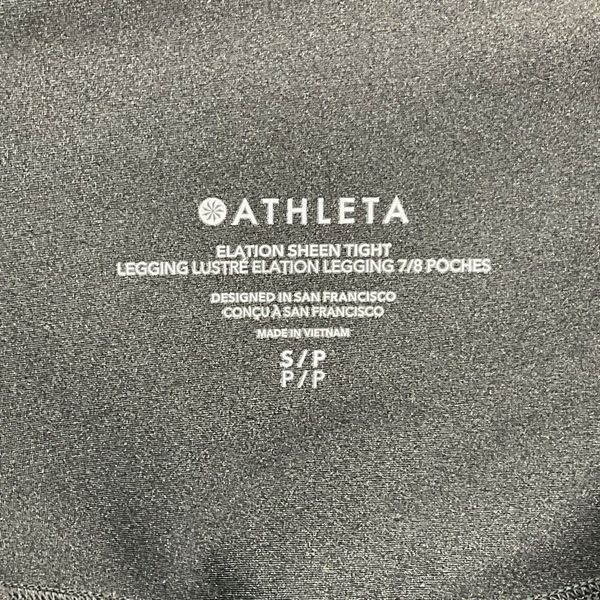 ATHLETA
ELATION SHEEN TIGHT
LEGGING LUSTRÉ ELATION LEGGING 7/8 POCHES
DESIGNED IN SAN FRANCISCO
CONÇU À SAN FRANCISCO
MADE IN VIETNAM
S/P
P/P